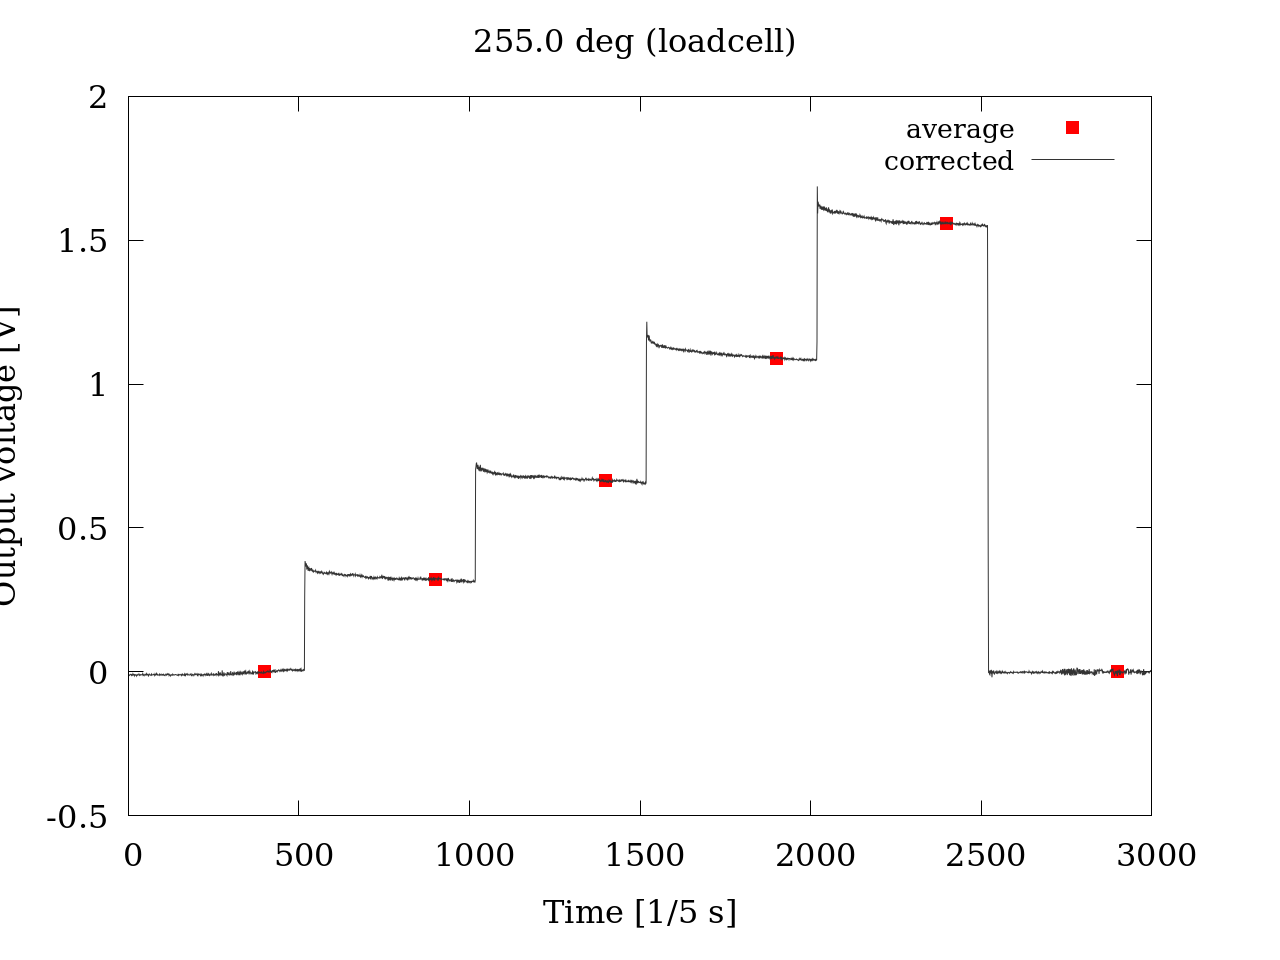 255.0 deg (loadcell)
average
corrected
2
1.5
1
0.5
0
-0.5
Output voltage [V]
0 500 1000 1500 2000 2500 3000
Time [1/5 s]